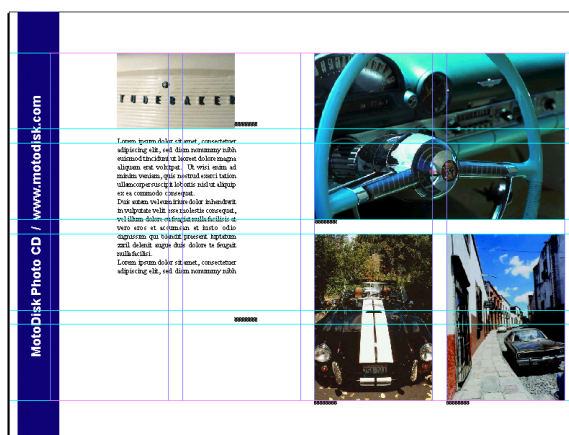 MotoDisk Photo CD / www.motodisk.com
TUDEBAKER
Lorem ipsum dolor sit amet, consectetuer
adipiscing elit, sed diam nonummy nibh
euismod tincidunt ut laoreet dolore magna
aliquam erat volutpat. Ut wisi enim ad
minim veniam, quis nostrud exerci tation
ullamcorper suscipit lobortis nisl ut aliquip
ex ea commodo consequat.
Duis autem vel eum iriure dolor in hendrerit
in vulputate velit esse molestie consequat,
vel illum dolore eu feugiat nulla facilisis at
vero eros et accumsan et iusto odio
dignissim qui blandit praesent luptatum
zzril delenit augue duis dolore te feugait
nulla facilisi.
Lorem ipsum dolor sit amet, consectetuer
adipiscing elit, sed diam nonummy nibh